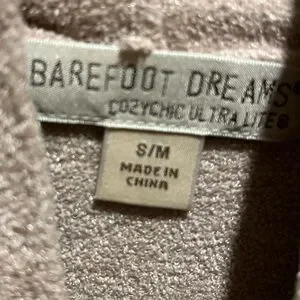 BAREFOOT DREAMS®
COZYCHIC ULTRA LITE®
S/M
MADE IN
CHINA